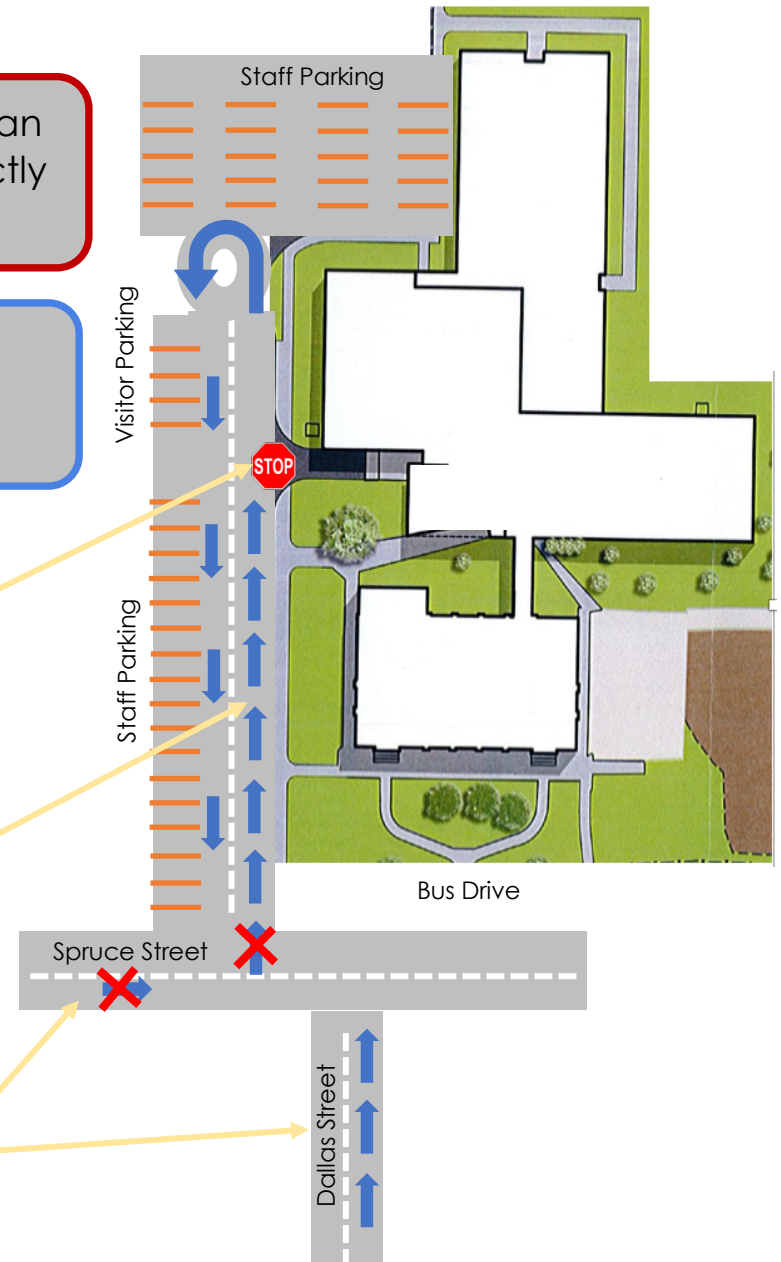 Staff Parking
an
ctly
Visitor Parking
STOP
Staff Parking
Bus Drive
Spruce Street
Dallas Street